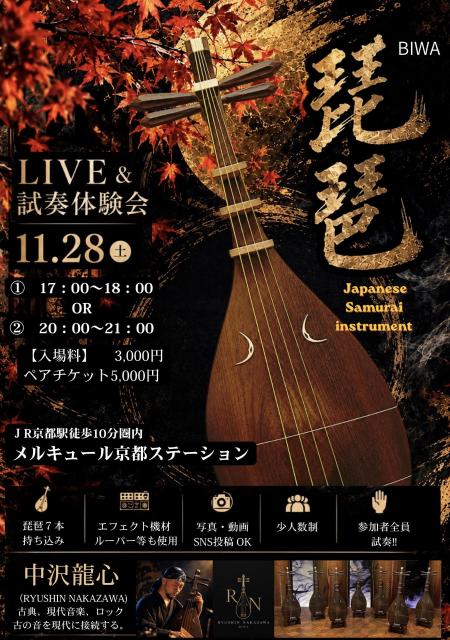 BIWA
琵琶
LIVE &
試奏体験会
11.28 土
① 17：00〜18：00
OR
② 20：00〜21：00
【入場料】 3,000円
ペアチケット5,000円
Japanese
Samurai
instrument
ＪＲ京都駅徒歩10分圏内
メルキュール京都ステーション
琵琶７本
持ち込み
エフェクト機材
ルーパー等も使用
写真・動画
SNS投稿 OK
少人数制
参加者全員
試奏!!
中沢龍心
（RYUSHIN NAKAZAWA)
古典、現代音楽、ロック
古の音を現代に接続する。
R N
RYUSHIN NAKAZAWA